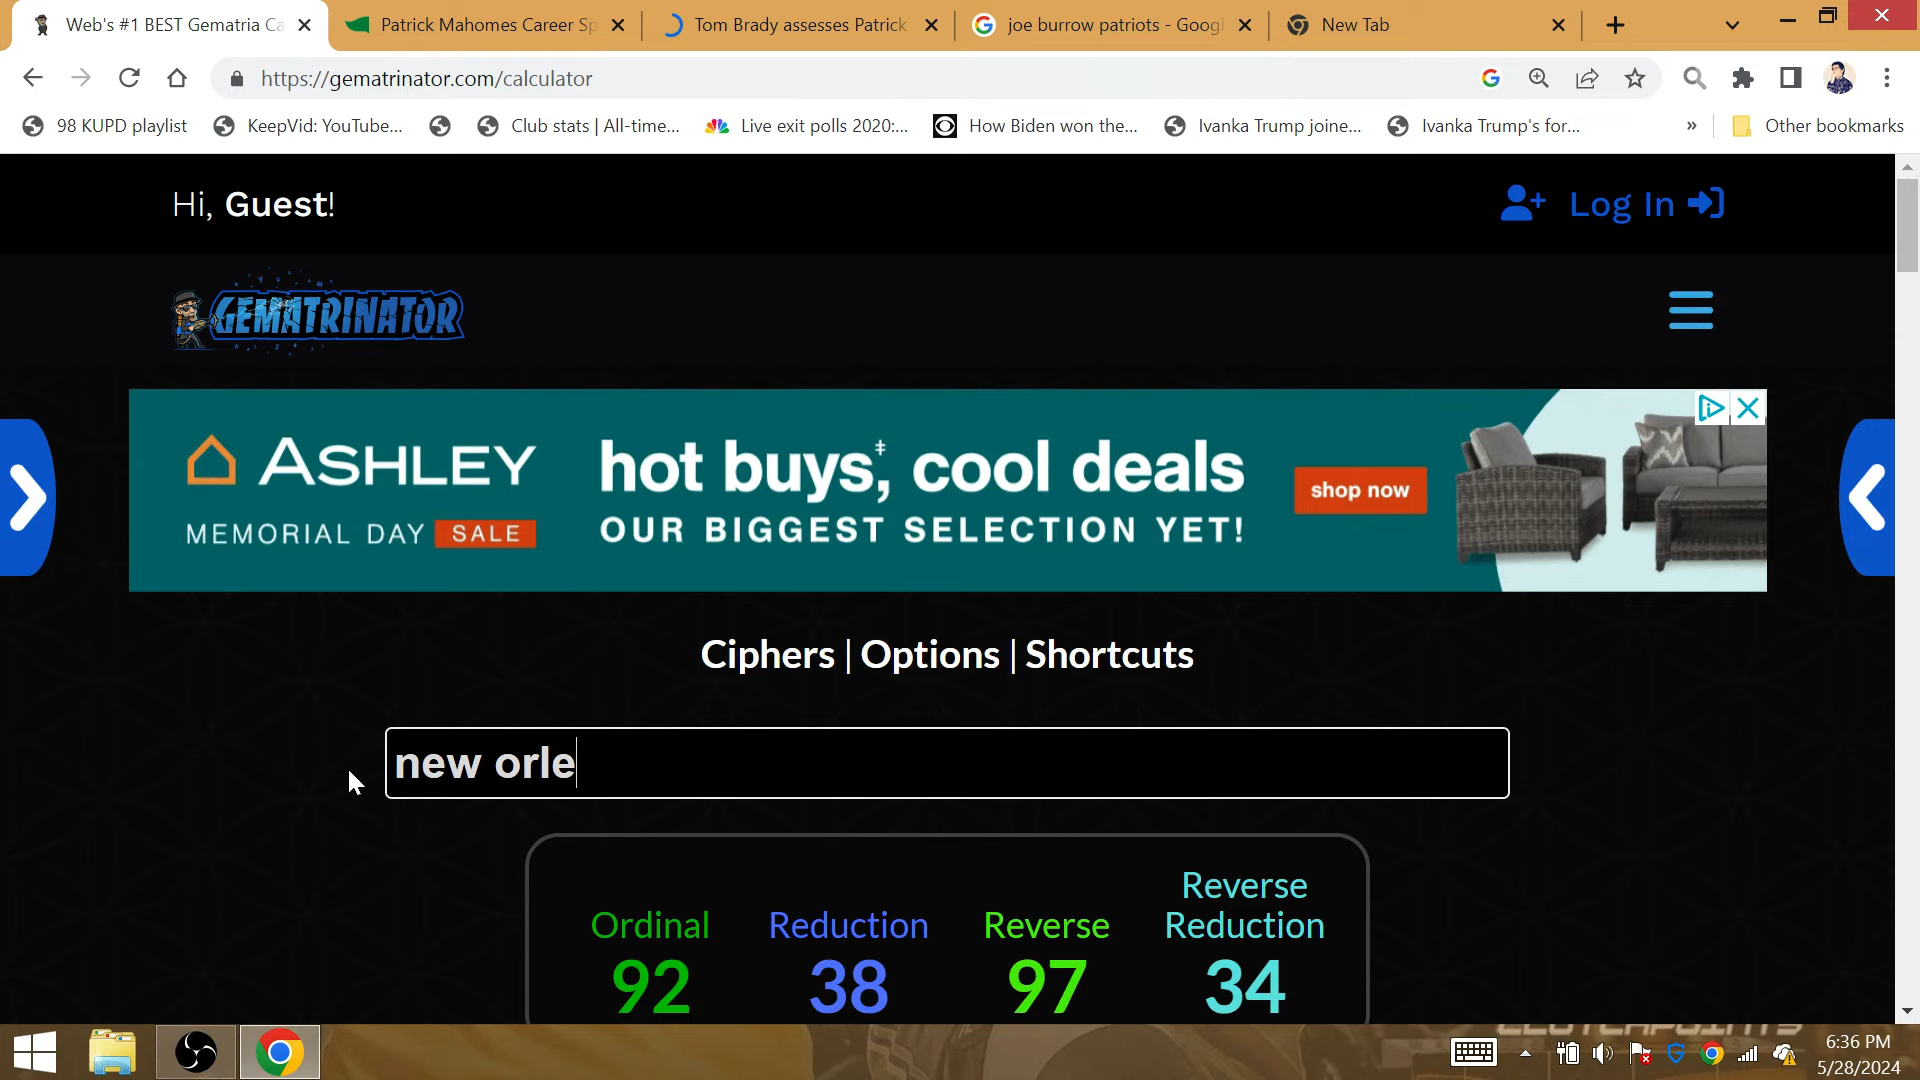 Web's #1 BEST Gematria Ca
Patrick Mahomes Career Sp
Tom Brady assesses Patrick
joe burrow patriots - Googl
New Tab
https://gematrinator.com/calculator
98 KUPD playlist
KeepVid: YouTube...
Club stats | All-time...
Live exit polls 2020:...
How Biden won the...
Ivanka Trump joine...
Ivanka Trump's for...
»
Other bookmarks
Hi, Guest!
Log In
GEMATRINATOR
ASHLEY
MEMORIAL DAY SALE
hot buys,‡ cool deals
OUR BIGGEST SELECTION YET!
shop now
Ciphers | Options | Shortcuts
new orle
Ordinal
92
Reduction
38
Reverse
97
Reverse
Reduction
34
CLUTCHPOINTS
6:36 PM
5/28/2024